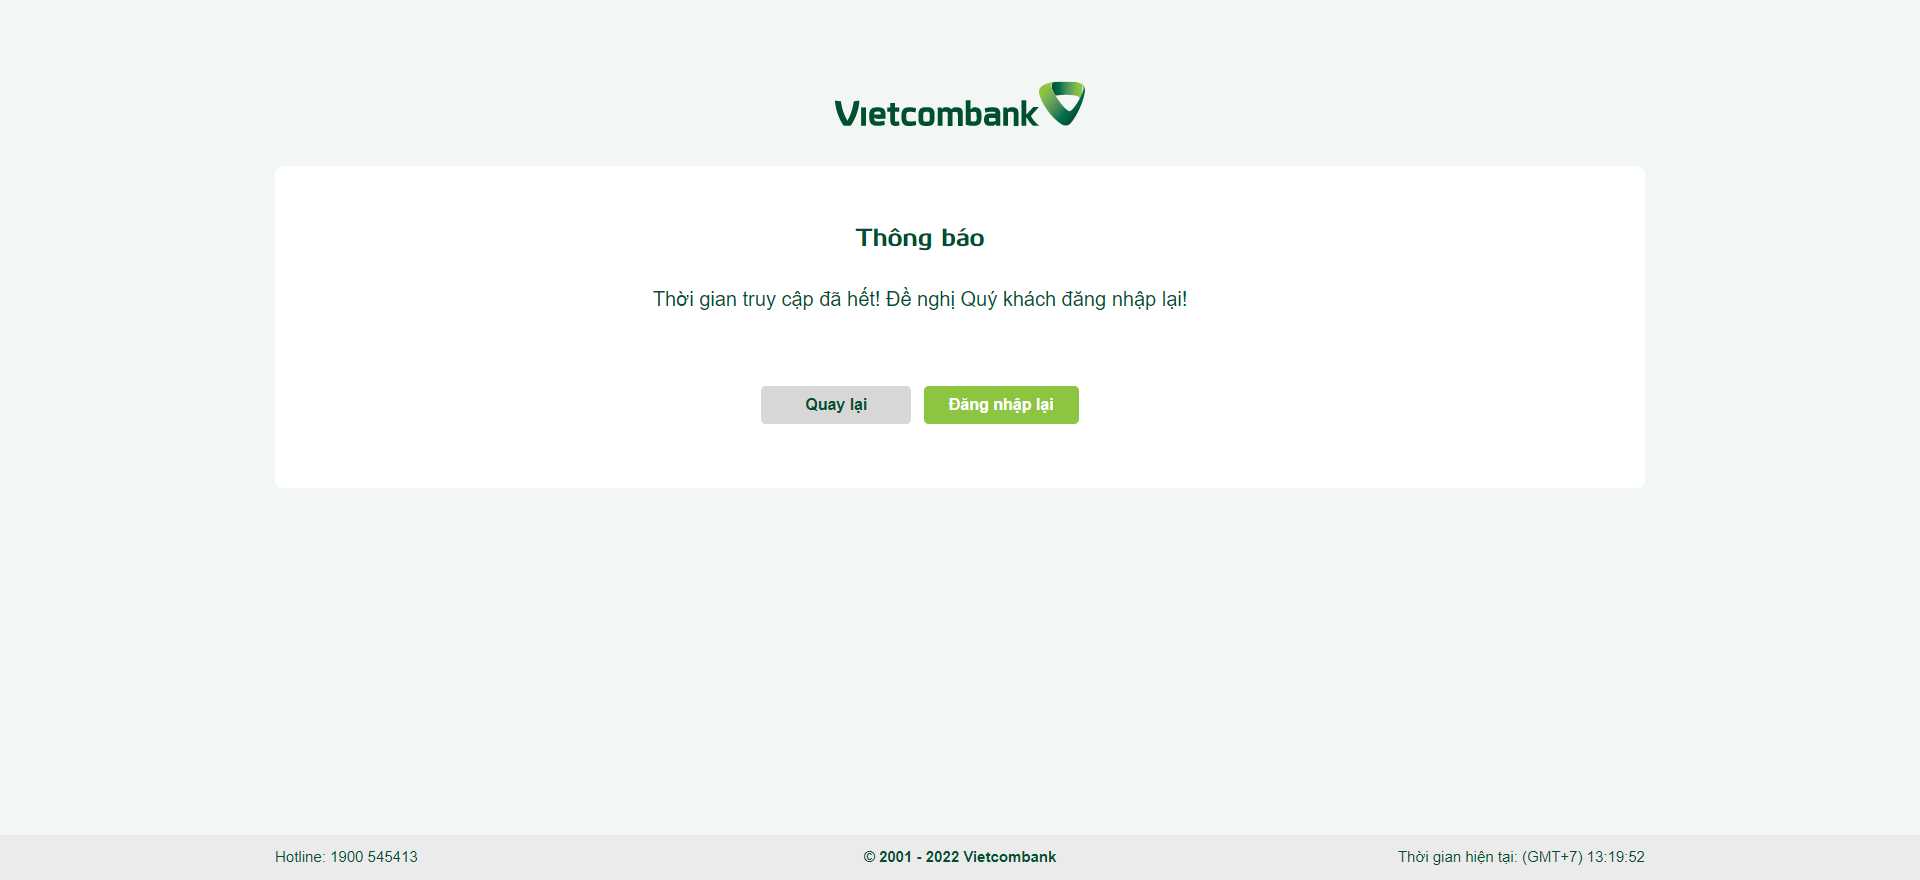 Vietcombank
Thông báo
Thời gian truy cập đã hết! Đề nghị Quý khách đăng nhập lại!
Quay lại
Đăng nhập lại
Hotline: 1900 545413
© 2001 - 2022 Vietcombank
Thời gian hiện tại: (GMT+7) 13:19:52